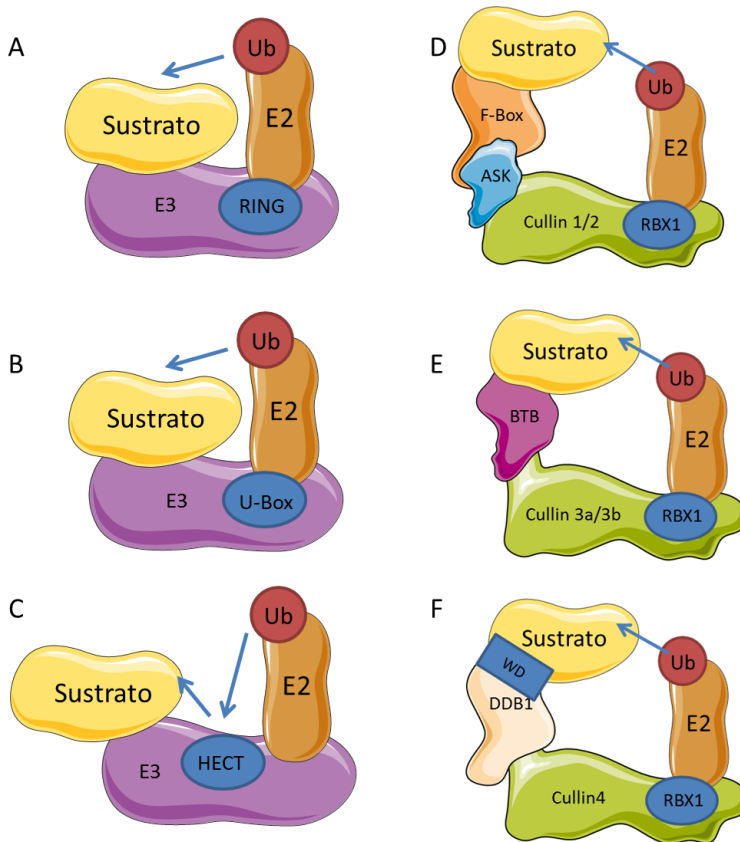 A
Ub
Sustrato
E2
E3
RING
B
Ub
Sustrato
E2
E3
U-Box
C
Ub
Sustrato
E2
E3
HECT
D
Sustrato
Ub
F-Box
E2
ASK
Cullin 1/2
RBX1
E
Sustrato
Ub
BTB
E2
Cullin 3a/3b
RBX1
F
Sustrato
Ub
WD
DDB1
E2
Cullin4
RBX1